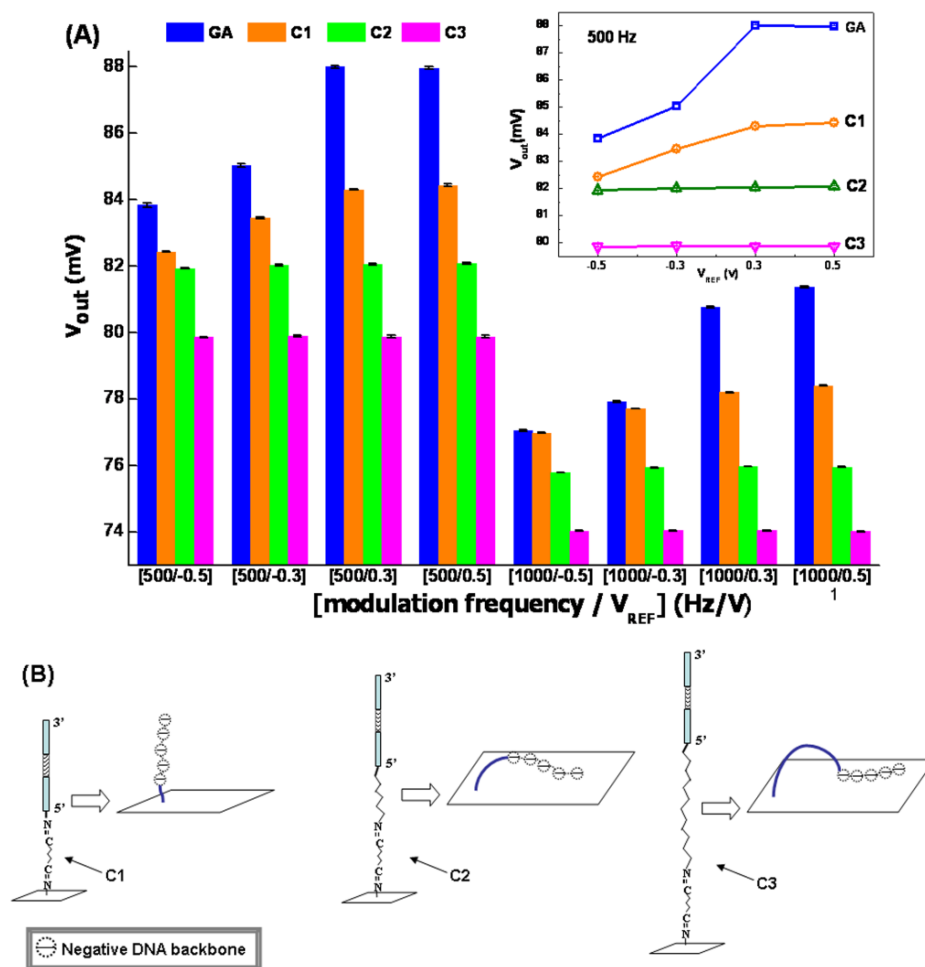 (A)
GA C1 C2 C3
88
86
84
82
80
78
76
74
Vout (mV)
[500/-0.5] [500/-0.3] [500/0.3] [500/0.5] [1000/-0.5] [1000/-0.3] [1000/0.3] [1000/0.5]
1
[modulation frequency / VREF] (Hz/V)
500 Hz
88
87
86
85
84
83
82
81
80
Vout(mV)
GA
C1
C2
C3
-0.5 -0.3 0.3 0.5
VREF (V)
(B)
3'
5'
N
C
C
N
C1
3'
5'
N
C
C
N
C2
3'
5'
N
C
C
N
C3
Negative DNA backbone